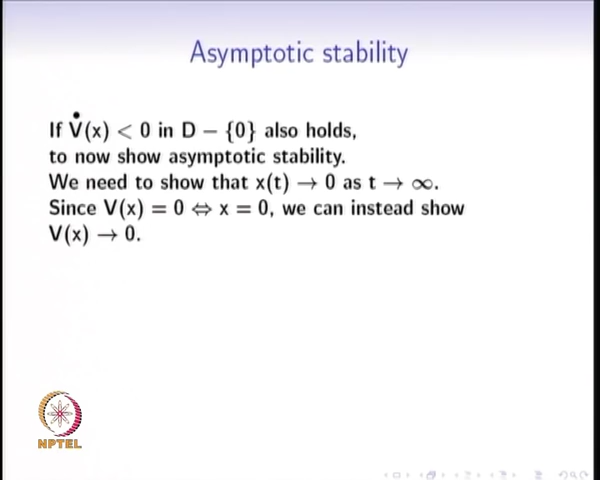 Asymptotic stability
If V̇(x) < 0 in D − {0} also holds,
to now show asymptotic stability.
We need to show that x(t) → 0 as t → ∞.
Since V(x) = 0 ⇔ x = 0, we can instead show
V(x) → 0.
NPTEL